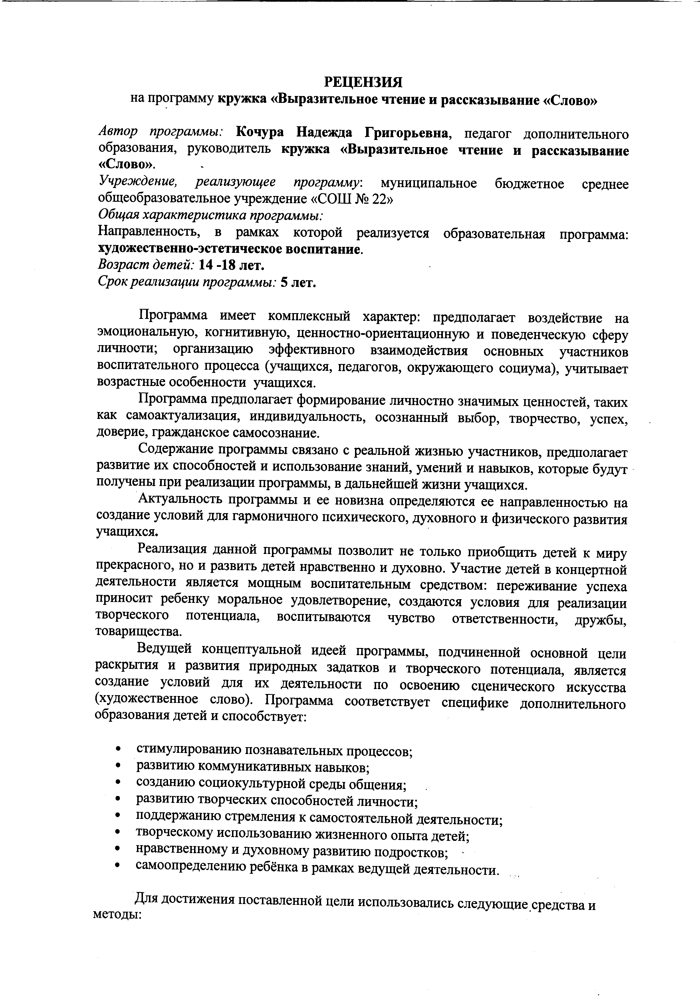 РЕЦЕНЗИЯ
на программу кружка «Выразительное чтение и рассказывание «Слово»
Автор программы: Кочура Надежда Григорьевна, педагог дополнительного
образования, руководитель кружка «Выразительное чтение и рассказывание
«Слово».
Учреждение, реализующее программу: муниципальное бюджетное среднее
общеобразовательное учреждение «СОШ № 22»
Общая характеристика программы:
Направленность, в рамках которой реализуется образовательная программа:
художественно-эстетическое воспитание.
Возраст детей: 14 -18 лет.
Срок реализации программы: 5 лет.
Программа имеет комплексный характер: предполагает воздействие на
эмоциональную, когнитивную, ценностно-ориентационную и поведенческую сферу
личности; организацию эффективного взаимодействия основных участников
воспитательного процесса (учащихся, педагогов, окружающего социума), учитывает
возрастные особенности учащихся.
Программа предполагает формирование личностно значимых ценностей, таких
как самоактуализация, индивидуальность, осознанный выбор, творчество, успех,
доверие, гражданское самосознание.
Содержание программы связано с реальной жизнью участников, предполагает
развитие их способностей и использование знаний, умений и навыков, которые будут
получены при реализации программы, в дальнейшей жизни учащихся.
Актуальность программы и ее новизна определяются ее направленностью на
создание условий для гармоничного психического, духовного и физического развития
учащихся.
Реализация данной программы позволит не только приобщить детей к миру
прекрасного, но и развить детей нравственно и духовно. Участие детей в концертной
деятельности является мощным воспитательным средством: переживание успеха
приносит ребенку моральное удовлетворение, создаются условия для реализации
творческого потенциала, воспитываются чувство ответственности, дружбы,
товарищества.
Ведущей концептуальной идеей программы, подчиненной основной цели
раскрытия и развития природных задатков и творческого потенциала, является
создание условий для их деятельности по освоению сценического искусства
(художественное слово). Программа соответствует специфике дополнительного
образования детей и способствует:
• стимулированию познавательных процессов;
• развитию коммуникативных навыков;
• созданию социокультурной среды общения;
• развитию творческих способностей личности;
• поддержанию стремления к самостоятельной деятельности;
• творческому использованию жизненного опыта детей;
• нравственному и духовному развитию подростков;
• самоопределению ребёнка в рамках ведущей деятельности.
Для достижения поставленной цели использовались следующие средства и
методы: